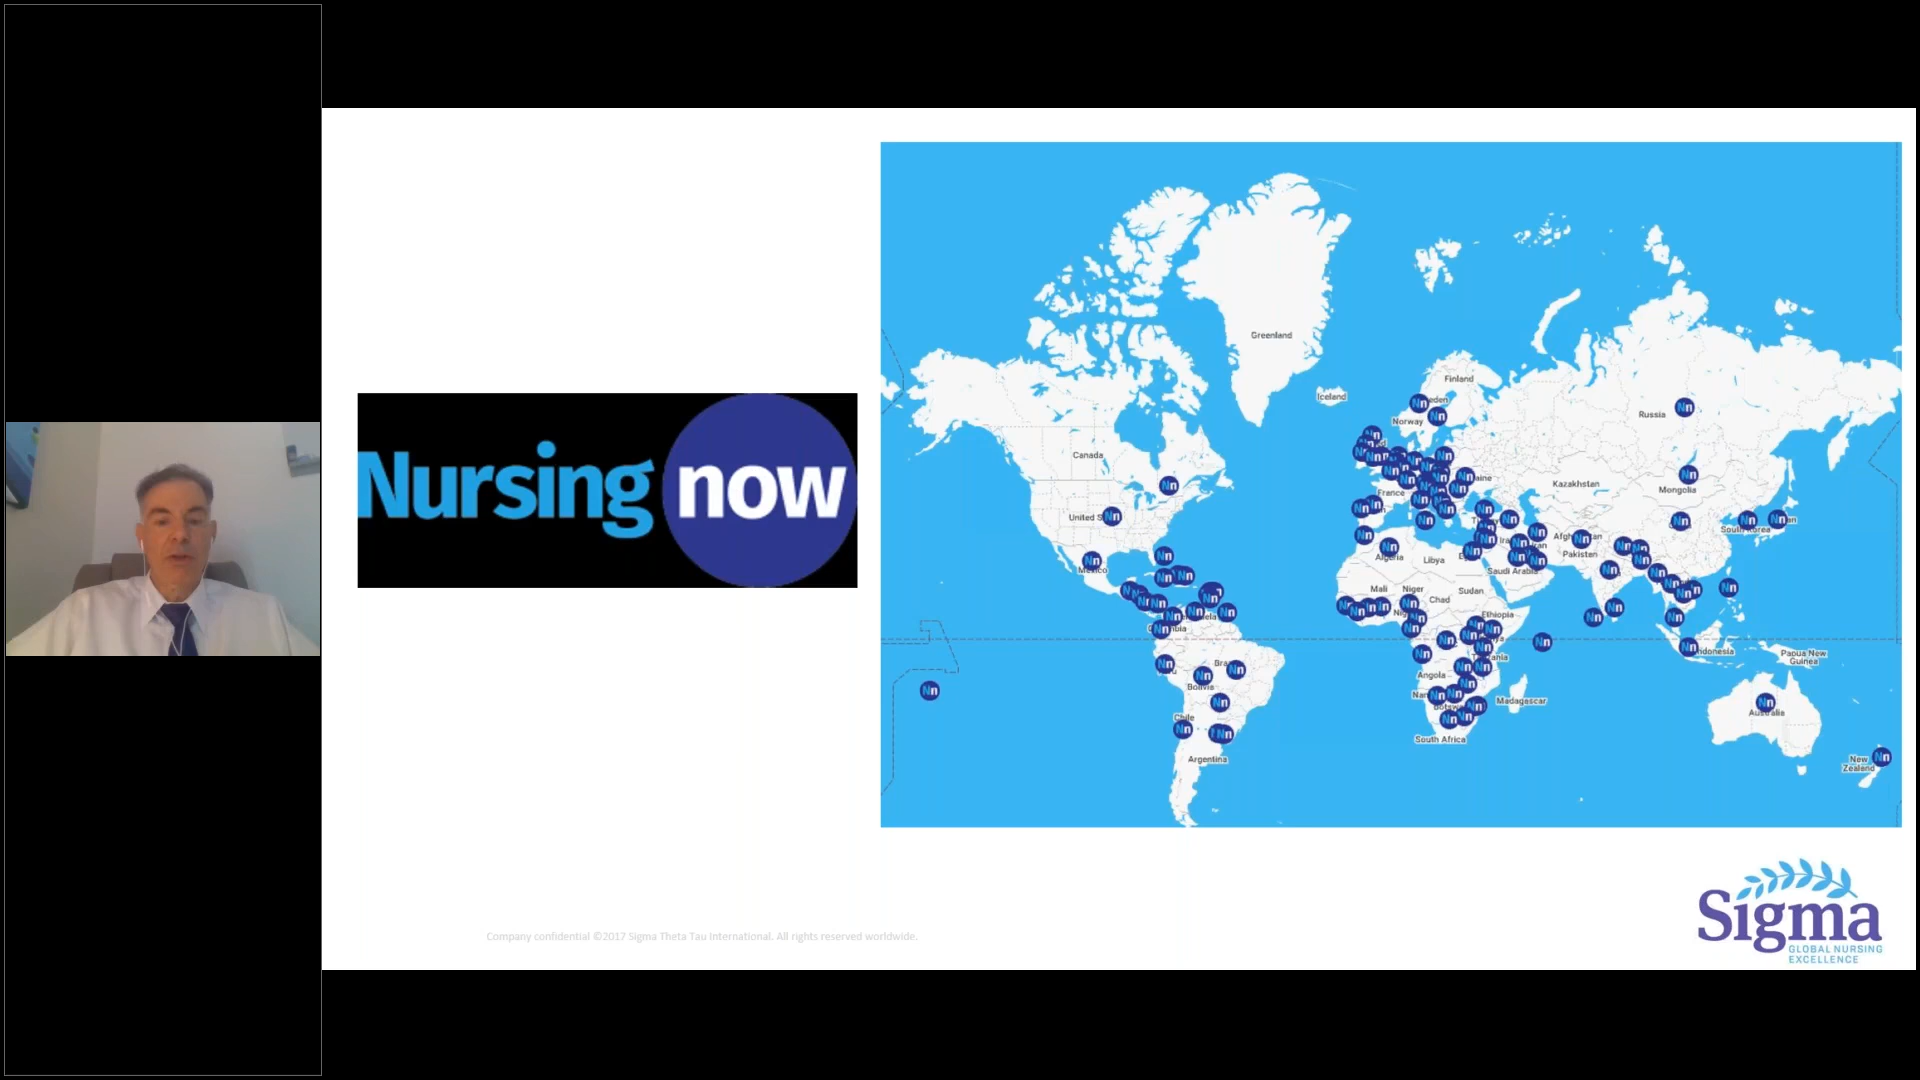 Nursing now
Greenland
Iceland
Finland
Norway
Russia
Canada
Kazakhstan
Mongolia
France
Pakistan
Algeria
Libya
Saudi Arabia
Mali
Niger
Chad
Sudan
Ethiopia
Papua New
Guinea
Angola
Bolivia
Madagascar
Australia
Chile
South Africa
Argentina
New
Zealand
Company confidential ©2017 Sigma Theta Tau International. All rights reserved worldwide.
Sigma
GLOBAL NURSING
EXCELLENCE